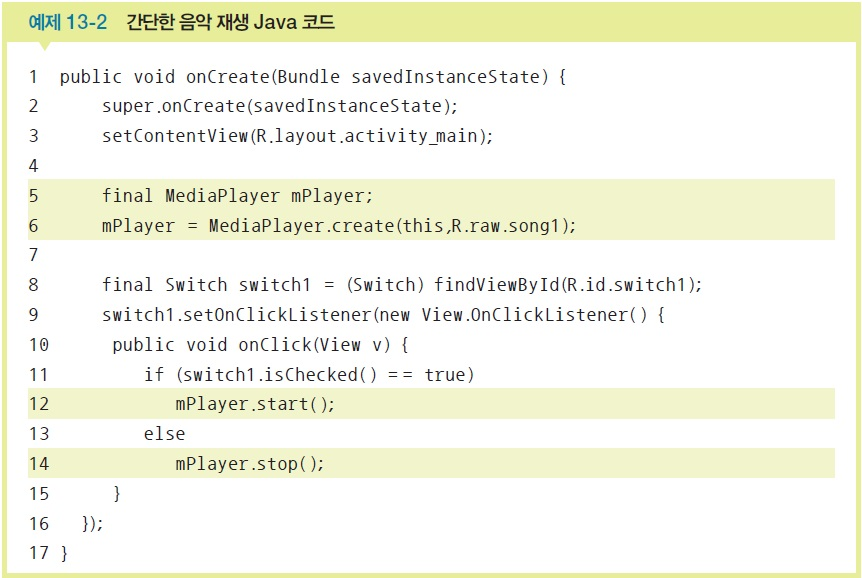 예제 13-2 간단한 음악 재생 Java 코드
1 public void onCreate(Bundle savedInstanceState) {
2 super.onCreate(savedInstanceState);
3 setContentView(R.layout.activity_main);
4
5 final MediaPlayer mPlayer;
6 mPlayer = MediaPlayer.create(this,R.raw.song1);
7
8 final Switch switch1 = (Switch) findViewById(R.id.switch1);
9 switch1.setOnClickListener(new View.OnClickListener() {
10 public void onClick(View v) {
11 if (switch1.isChecked() == true)
12 mPlayer.start();
13 else
14 mPlayer.stop();
15 }
16 });
17 }